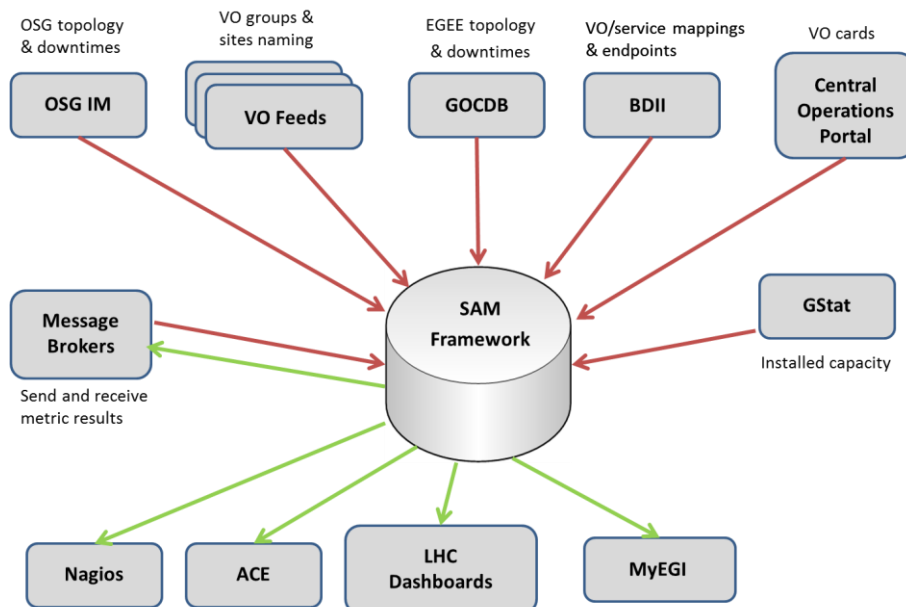 OSG topology
& downtimes
VO groups &
sites naming
EGEE topology
& downtimes
VO/service mappings
& endpoints
VO cards
OSG IM
VO Feeds
GOCDB
BDII
Central
Operations
Portal
SAM
Framework
Message
Brokers
Send and receive
metric results
GStat
Installed capacity
Nagios
ACE
LHC
Dashboards
MyEGI